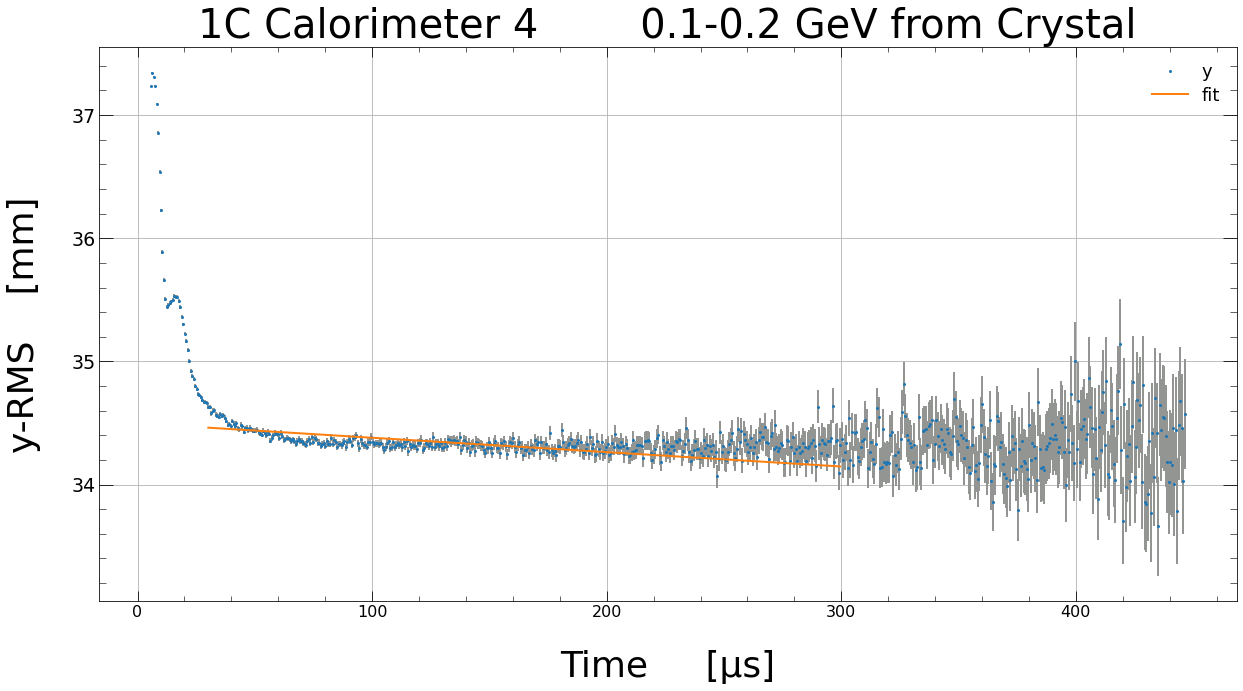 1C Calorimeter 4 0.1-0.2 GeV from Crystal
y
fit
y-RMS [mm]
37
36
35
34
0 100 200 300 400
Time [μs]